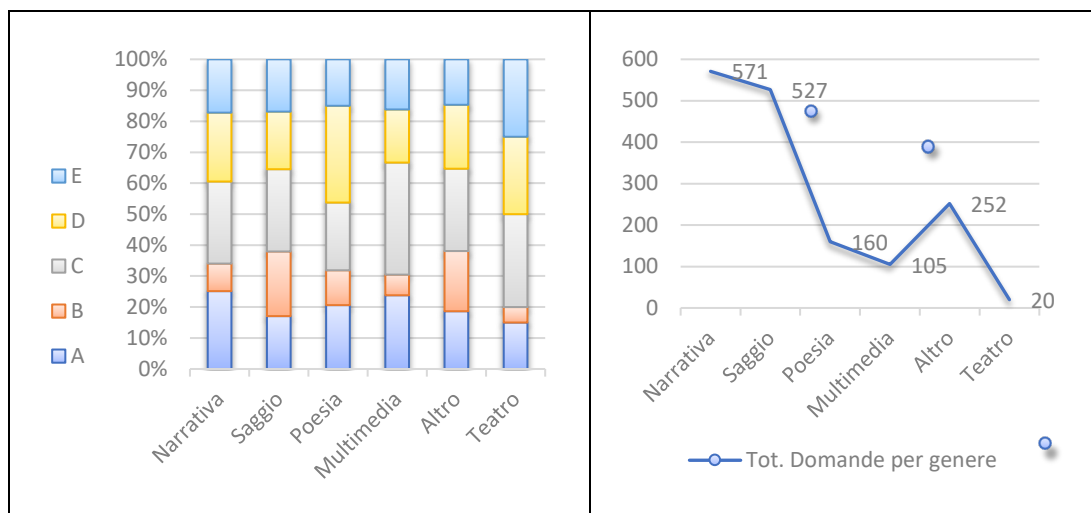 100%
90%
80%
70%
60%
50%
40%
30%
20%
10%
0%
E
D
C
B
A
Narrativa
Saggio
Poesia
Multimedia
Altro
Teatro
600
500
400
300
200
100
0
571
527
160
105
252
20
Narrativa
Saggio
Poesia
Multimedia
Altro
Teatro
Tot. Domande per genere